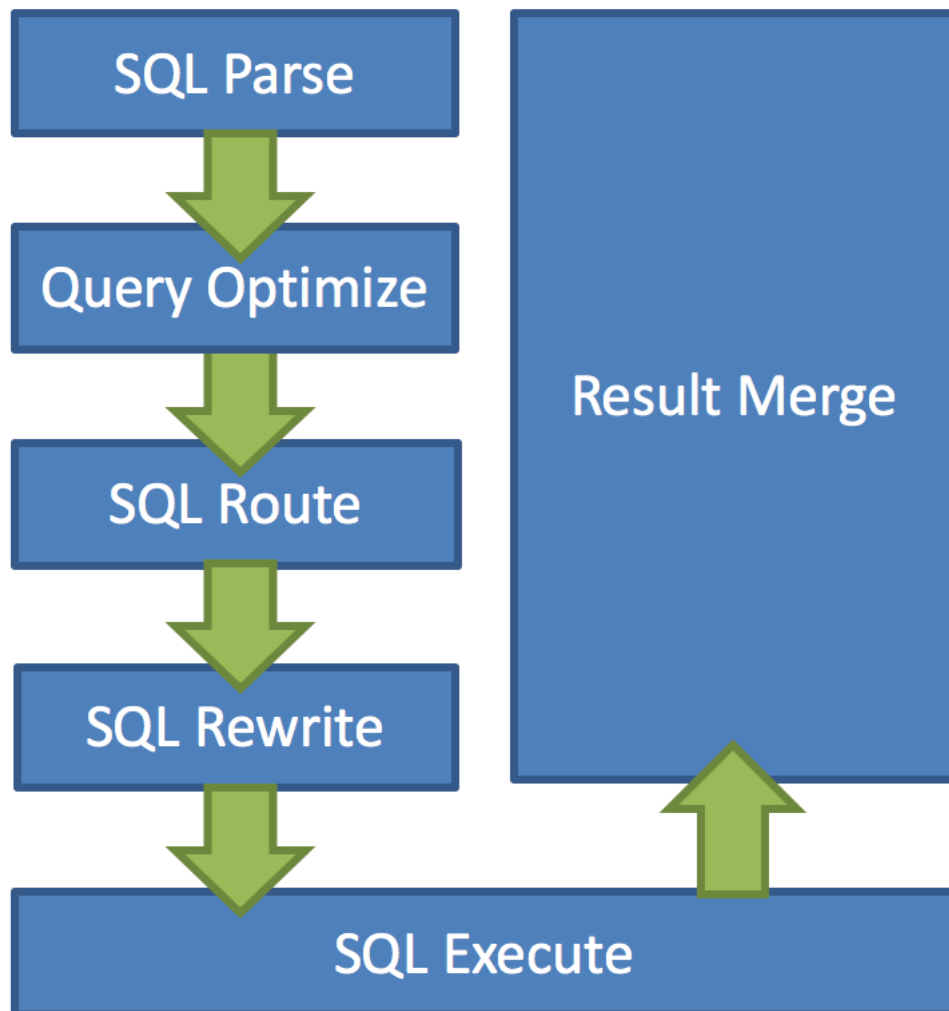 SQL Parse
Query Optimize
SQL Route
SQL Rewrite
SQL Execute
Result Merge